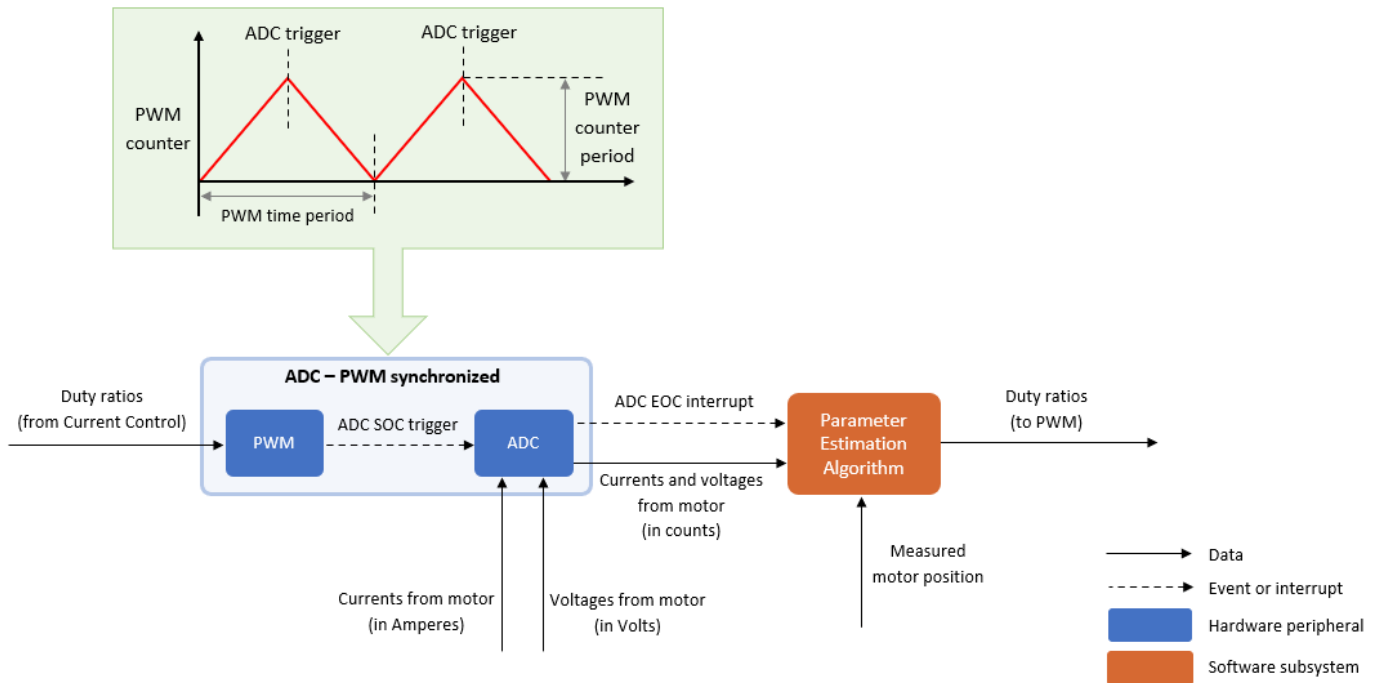 ADC trigger
ADC trigger
PWM
counter
PWM
counter
period
PWM time period
ADC – PWM synchronized
Duty ratios
(from Current Control)
PWM
ADC SOC trigger
ADC
ADC EOC interrupt
Currents and voltages
from motor
(in counts)
Parameter
Estimation
Algorithm
Duty ratios
(to PWM)
Currents from motor
(in Amperes)
Voltages from motor
(in Volts)
Measured
motor position
Data
Event or interrupt
Hardware peripheral
Software subsystem